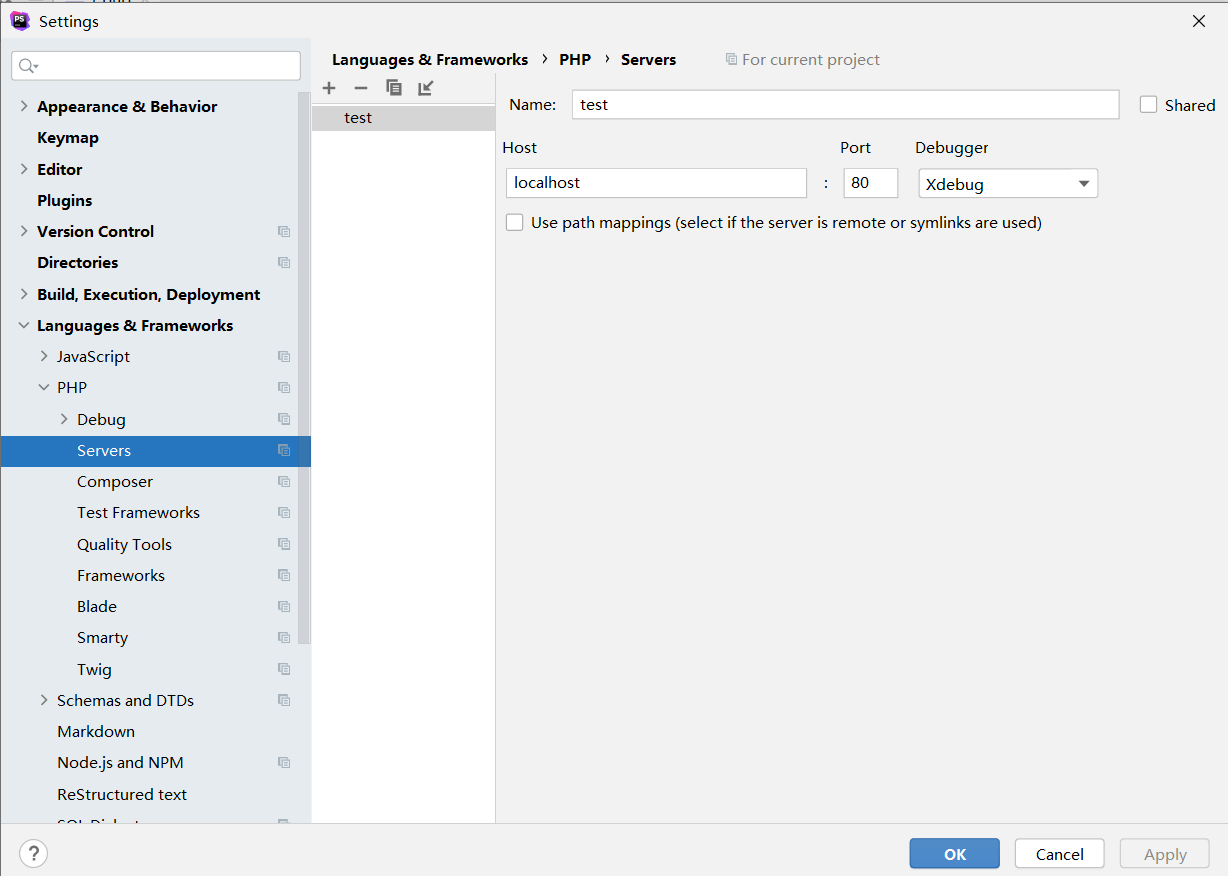 PS Settings
Languages & Frameworks › PHP › Servers For current project
Appearance & Behavior
Keymap
Editor
Plugins
Version Control
Directories
Build, Execution, Deployment
Languages & Frameworks
JavaScript
PHP
Debug
Servers
Composer
Test Frameworks
Quality Tools
Frameworks
Blade
Smarty
Twig
Schemas and DTDs
Markdown
Node.js and NPM
ReStructured text
test
Name: test Shared
Host Port Debugger
localhost : 80 Xdebug
Use path mappings (select if the server is remote or symlinks are used)
? OK Cancel Apply